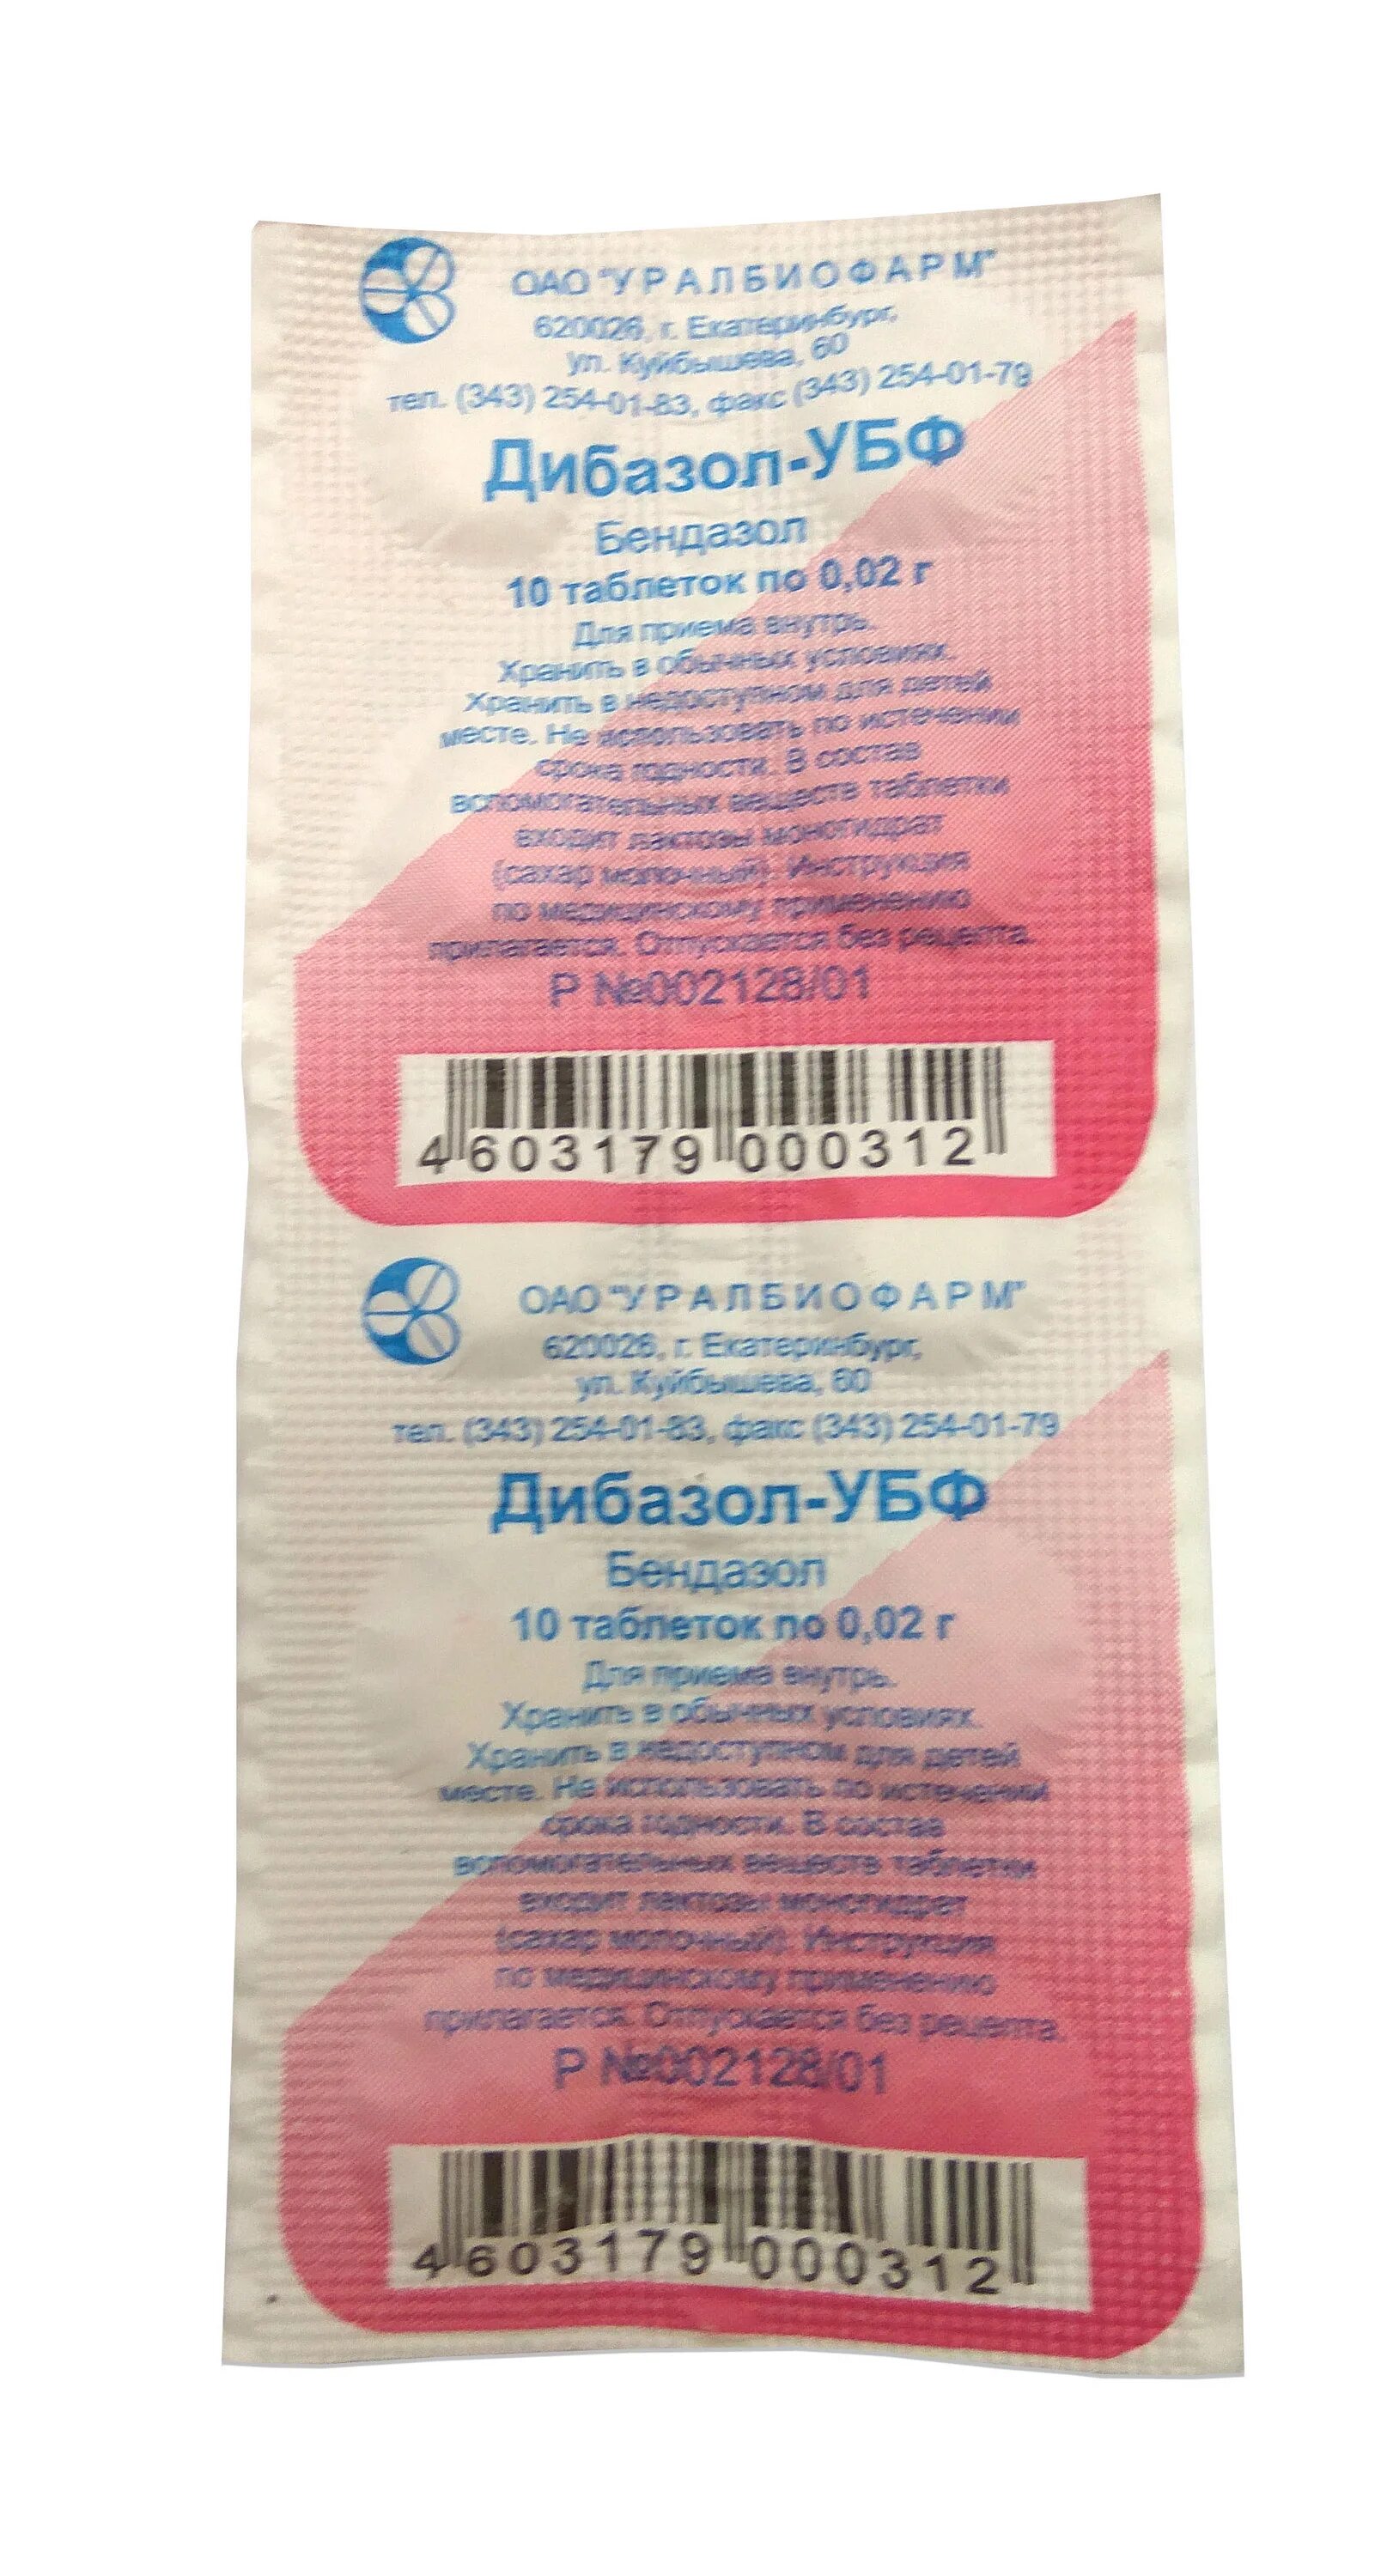 ОАО "УРАЛБИОФАРМ"
620026, г. Екатеринбург,
ул. Куйбышева, 60
тел. (343) 254-01-83, факс (343) 254-01-79
Дибазол-УБФ
Бендазол
10 таблеток по 0,02 г
Для приема внутрь.
Хранить в обычных условиях.
Хранить в недоступном для детей
месте. Не использовать по истечении
срока годности. В состав
вспомогательных веществ таблетки
входит лактозы моногидрат
(сахар молочный). Инструкция
по медицинскому применению
прилагается. Отпускается без рецепта.
Р №002128/01
4 603179 000312
ОАО "УРАЛБИОФАРМ"
620026, г. Екатеринбург,
ул. Куйбышева, 60
тел. (343) 254-01-83, факс (343) 254-01-79
Дибазол-УБФ
Бендазол
10 таблеток по 0,02 г
Для приема внутрь.
Хранить в обычных условиях.
Хранить в недоступном для детей
месте. Не использовать по истечении
срока годности. В состав
вспомогательных веществ таблетки
входит лактозы моногидрат
(сахар молочный). Инструкция
по медицинскому применению
прилагается. Отпускается без рецепта.
Р №002128/01
4 603179 000312